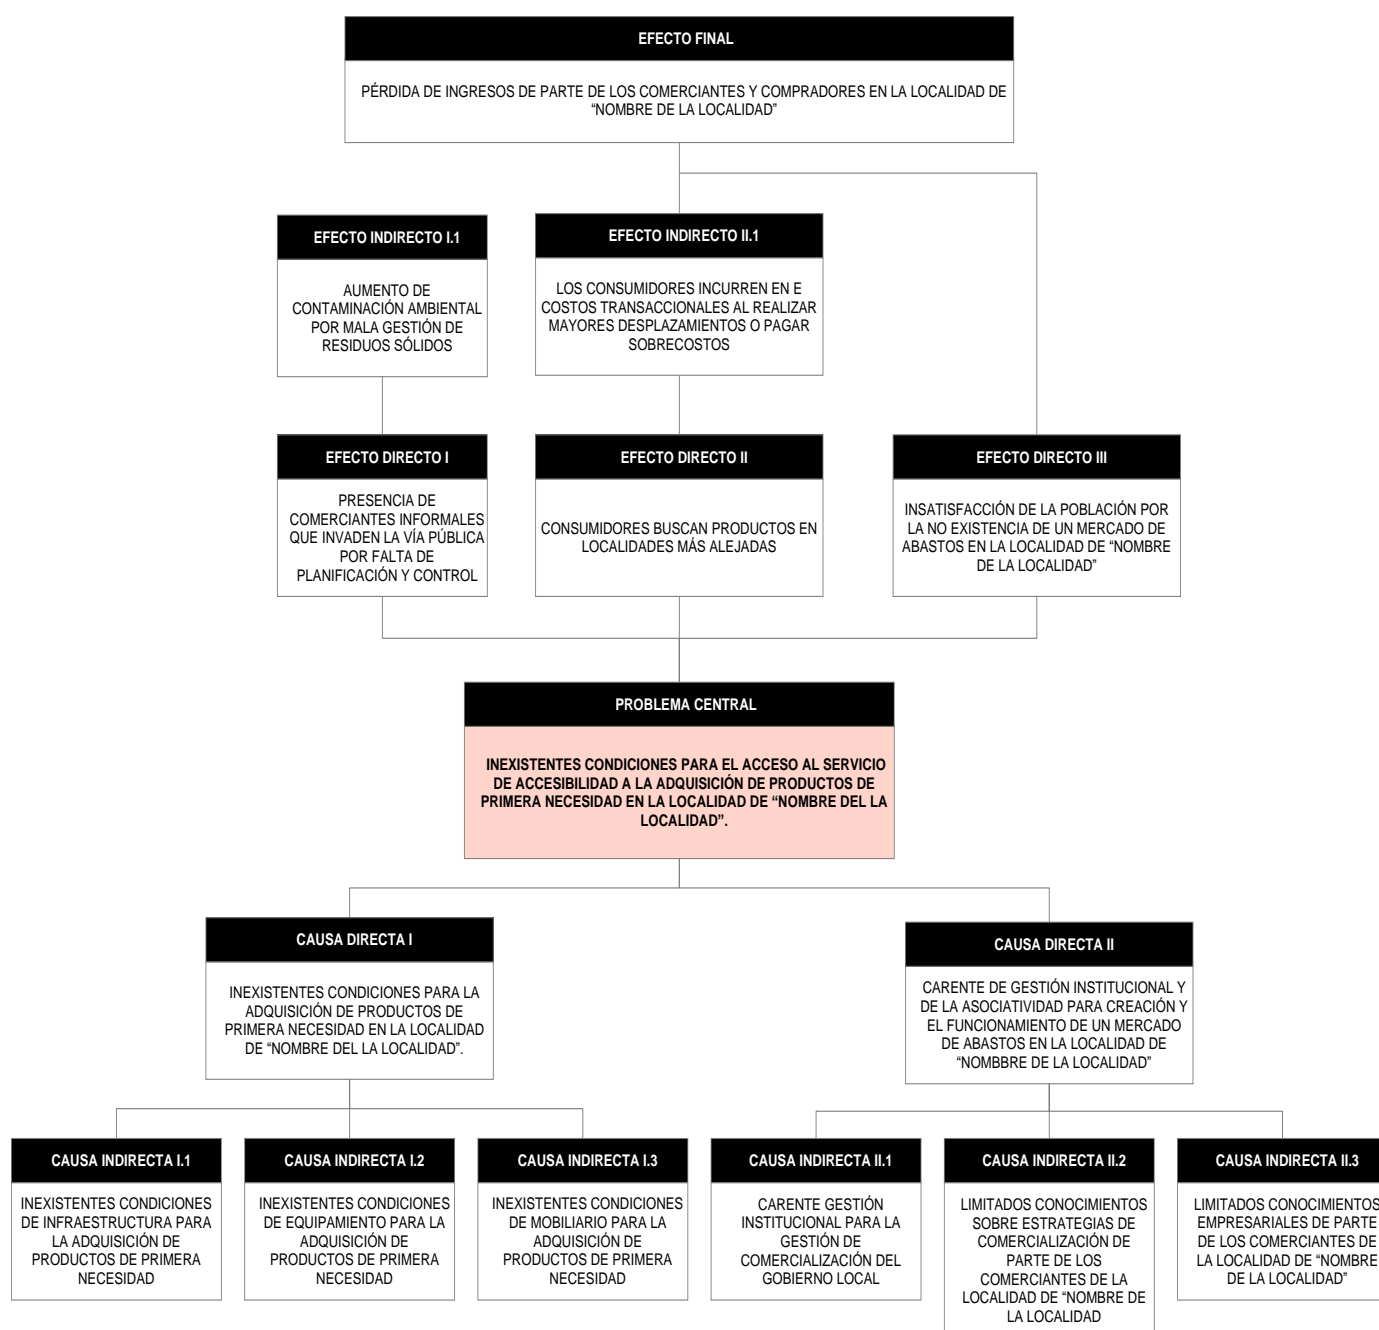 EFECTO FINAL
PÉRDIDA DE INGRESOS DE PARTE DE LOS COMERCIANTES Y COMPRADORES EN LA LOCALIDAD DE
“NOMBRE DE LA LOCALIDAD”
EFECTO INDIRECTO I.1
AUMENTO DE
CONTAMINACIÓN AMBIENTAL
POR MALA GESTIÓN DE
RESIDUOS SÓLIDOS
EFECTO INDIRECTO II.1
LOS CONSUMIDORES INCURREN EN E
COSTOS TRANSACCIONALES AL REALIZAR
MAYORES DESPLAZAMIENTOS O PAGAR
SOBRECOSTOS
EFECTO DIRECTO I
PRESENCIA DE
COMERCIANTES INFORMALES
QUE INVADEN LA VÍA PÚBLICA
POR FALTA DE
PLANIFICACIÓN Y CONTROL
EFECTO DIRECTO II
CONSUMIDORES BUSCAN PRODUCTOS EN
LOCALIDADES MÁS ALEJADAS
EFECTO DIRECTO III
INSATISFACCIÓN DE LA POBLACIÓN POR
LA NO EXISTENCIA DE UN MERCADO DE
ABASTOS EN LA LOCALIDAD DE “NOMBRE
DE LA LOCALIDAD”
PROBLEMA CENTRAL
INEXISTENTES CONDICIONES PARA EL ACCESO AL SERVICIO
DE ACCESIBILIDAD A LA ADQUISICIÓN DE PRODUCTOS DE
PRIMERA NECESIDAD EN LA LOCALIDAD DE “NOMBRE DEL LA
LOCALIDAD”.
CAUSA DIRECTA I
INEXISTENTES CONDICIONES PARA LA
ADQUISICIÓN DE PRODUCTOS DE
PRIMERA NECESIDAD EN LA LOCALIDAD
DE “NOMBRE DEL LA LOCALIDAD”.
CAUSA DIRECTA II
CARENTE DE GESTIÓN INSTITUCIONAL Y
DE LA ASOCIATIVIDAD PARA CREACIÓN Y
EL FUNCIONAMIENTO DE UN MERCADO
DE ABASTOS EN LA LOCALIDAD DE
“NOMBBRE DE LA LOCALIDAD”
CAUSA INDIRECTA I.1
INEXISTENTES CONDICIONES
DE INFRAESTRUCTURA PARA
LA ADQUISICIÓN DE
PRODUCTOS DE PRIMERA
NECESIDAD
CAUSA INDIRECTA I.2
INEXISTENTES CONDICIONES
DE EQUIPAMIENTO PARA LA
ADQUISICIÓN DE
PRODUCTOS DE PRIMERA
NECESIDAD
CAUSA INDIRECTA I.3
INEXISTENTES CONDICIONES
DE MOBILIARIO PARA LA
ADQUISICIÓN DE
PRODUCTOS DE PRIMERA
NECESIDAD
CAUSA INDIRECTA II.1
CARENTE GESTIÓN
INSTITUCIONAL PARA LA
GESTIÓN DE
COMERCIALIZACIÓN DEL
GOBIERNO LOCAL
CAUSA INDIRECTA II.2
LIMITADOS CONOCIMIENTOS
SOBRE ESTRATEGIAS DE
COMERCIALIZACIÓN DE
PARTE DE LOS
COMERCIANTES DE LA
LOCALIDAD DE “NOMBRE DE
LA LOCALIDAD
CAUSA INDIRECTA II.3
LIMITADOS CONOCIMIENTOS
EMPRESARIALES DE PARTE
DE LOS COMERCIANTES DE
LA LOCALIDAD DE “NOMBRE
DE LA LOCALIDAD”